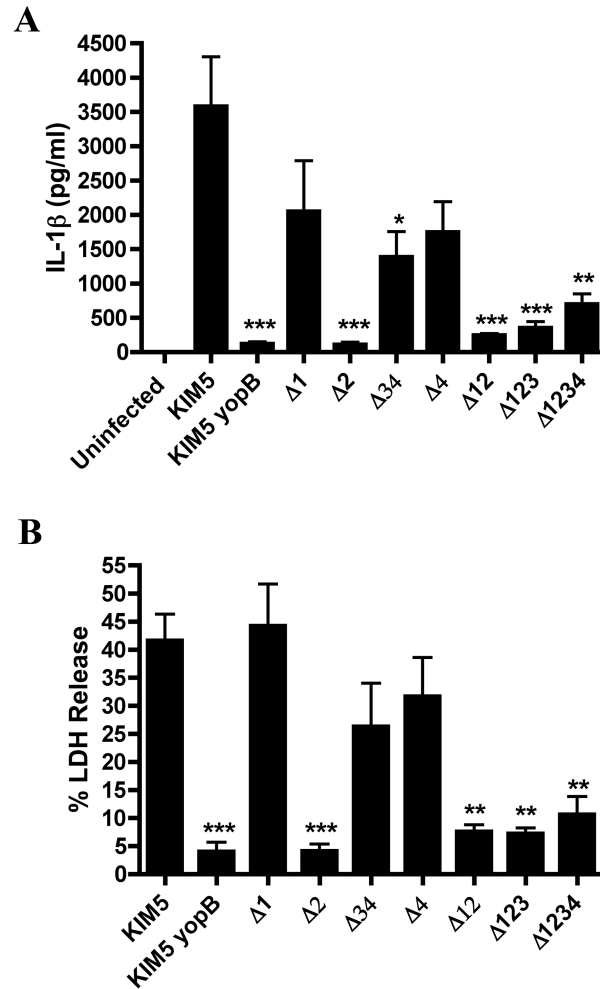 A
IL-1β (pg/ml)
4500
4000
3500
3000
2500
2000
1500
1000
500
0
***
***
*
***
***
**
Uninfected
KIM5
KIM5 yopB
Δ1
Δ2
Δ34
Δ4
Δ12
Δ123
Δ1234
B
% LDH Release
55
50
45
40
35
30
25
20
15
10
5
0
***
***
**
**
**
KIM5
KIM5 yopB
Δ1
Δ2
Δ34
Δ4
Δ12
Δ123
Δ1234